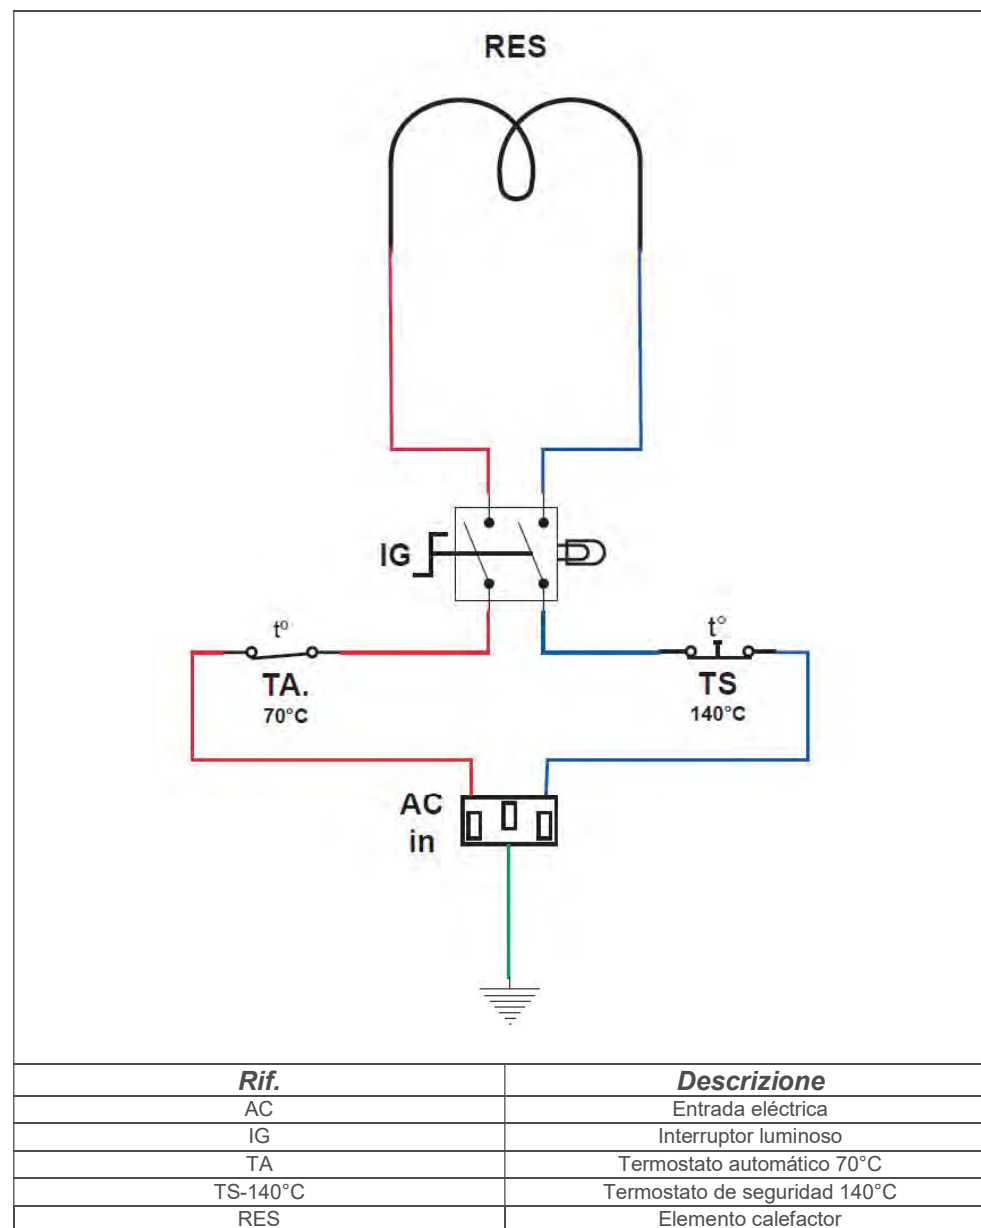 RES
IG
tº
t°
TA.
70°C
TS
140°C
AC
in
Rif. Descrizione
AC Entrada eléctrica
IG Interruptor luminoso
TA Termostato automático 70°C
TS-140°C Termostato de seguridad 140°C
RES Elemento calefactor